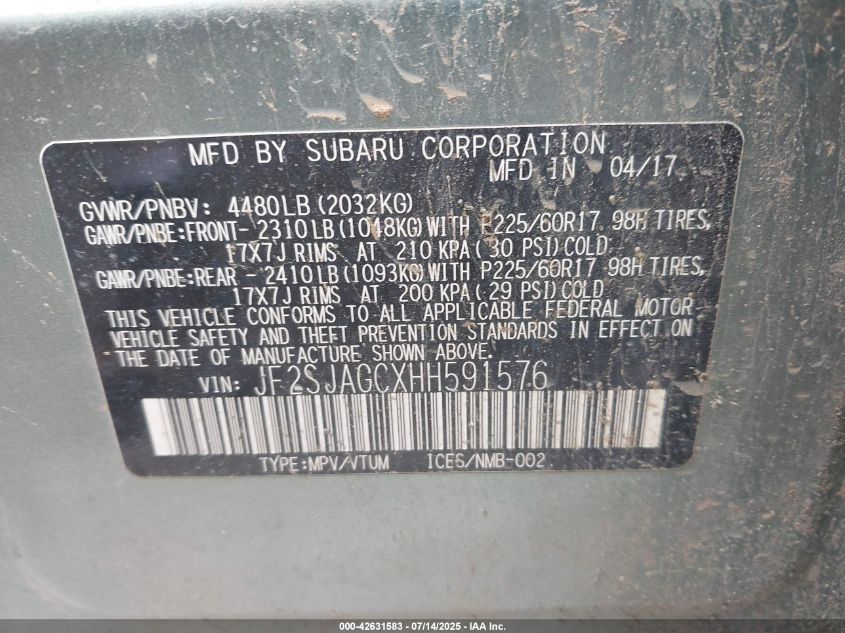 MFD BY SUBARU CORPORATION
MFD IN 04/17
GVWR/PNBV: 4480LB(2032KG)
GAWR/PNBE:FRONT- 2310LB(1048KG)WITH P225/60R17 98H TIRES,
17X7J RIMS AT 210 KPA( 30 PSI)COLD
GAWR/PNBE:REAR - 2410LB(1093KG)WITH P225/60R17 98H TIRES,
17X7J RIMS AT 200 KPA( 29 PSI)COLD
THIS VEHICLE CONFORMS TO ALL APPLICABLE FEDERAL MOTOR
VEHICLE SAFETY AND THEFT PREVENTION STANDARDS IN EFFECT ON
THE DATE OF MANUFACTURE SHOWN ABOVE.
VIN: JF2SJAGCXHH591576
TYPE:MPV/VTUM ICES/NMB-002
000-42631583 - 07/14/2025 - IAA Inc.